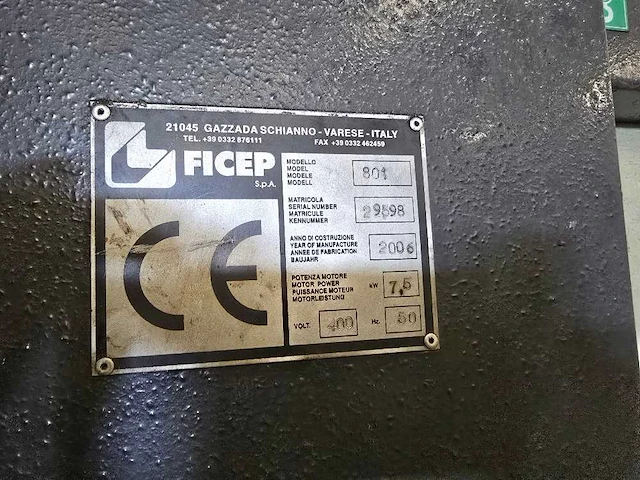 21045 GAZZADA SCHIANNO - VARESE - ITALY
TEL. +39 0332 876111 FAX +39 0332 462459
FICEP
S.p.A.
MODELLO
MODEL
MODELE
MODELL
801
MATRICOLA
SERIAL NUMBER
MATRICULE
KENNUMMER
29598
ANNO DI COSTRUZIONE
YEAR OF MANUFACTURE
ANNEE DE FABRICATION
BAUJAHR
2006
POTENZA MOTORE
MOTOR POWER
PUISSANCE MOTEUR
MOTORLEISTUNG
KW 7,5
VOLT. 400 Hz. 50
CE